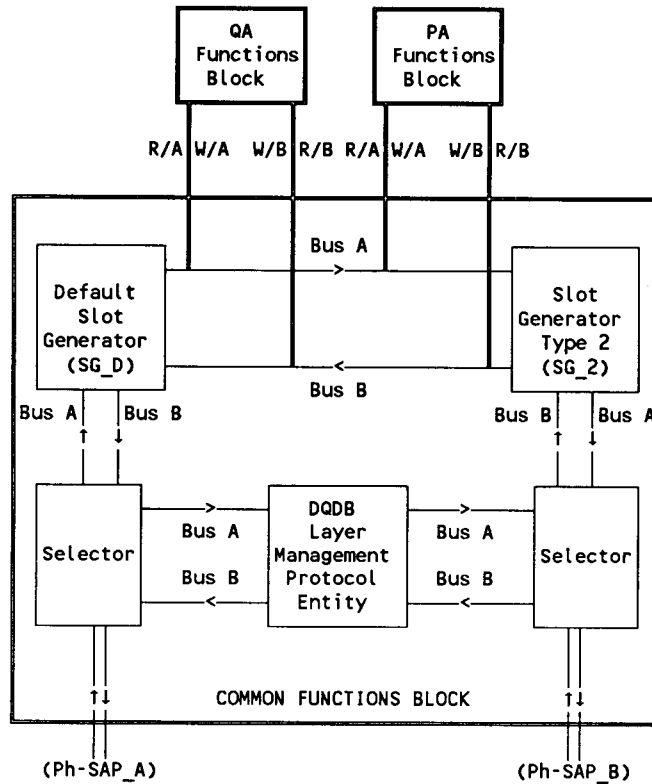 QA
Functions
Block
PA
Functions
Block
R/A W/A W/B R/B R/A W/A W/B R/B
Bus A
Default
Slot
Generator
(SG_D)
Slot
Generator
Type 2
(SG_2)
Bus B
Bus A Bus B
Bus B Bus A
Selector
Bus A
Bus B
DQDB
Layer
Management
Protocol
Entity
Bus A
Bus B
Selector
COMMON FUNCTIONS BLOCK
(Ph-SAP_A)
(Ph-SAP_B)